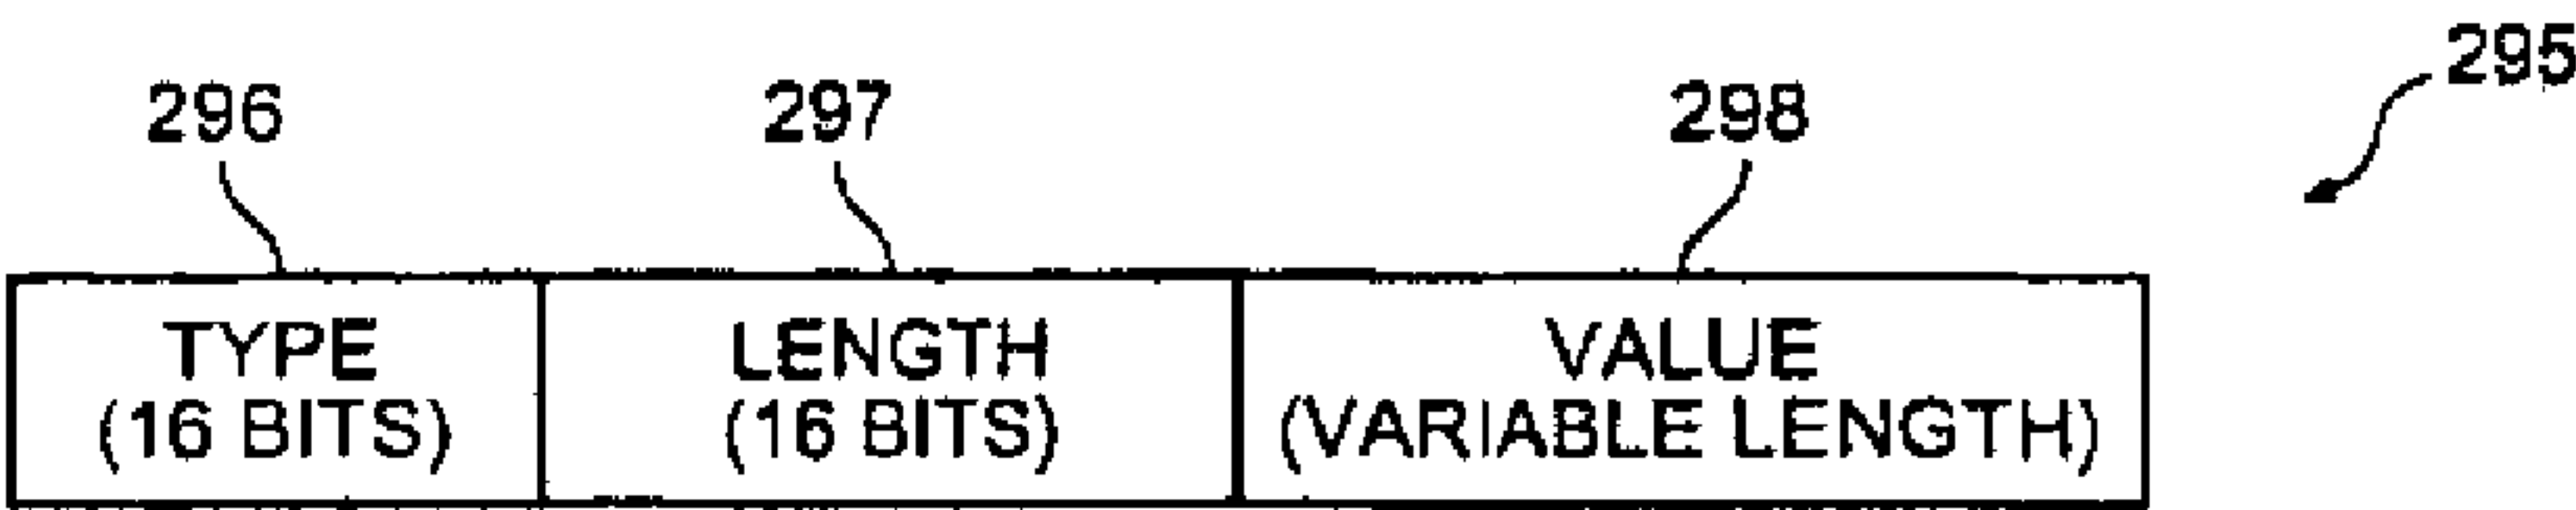 295
296 297 298
TYPE LENGTH VALUE
(16 BITS) (16 BITS) (VARIABLE LENGTH)